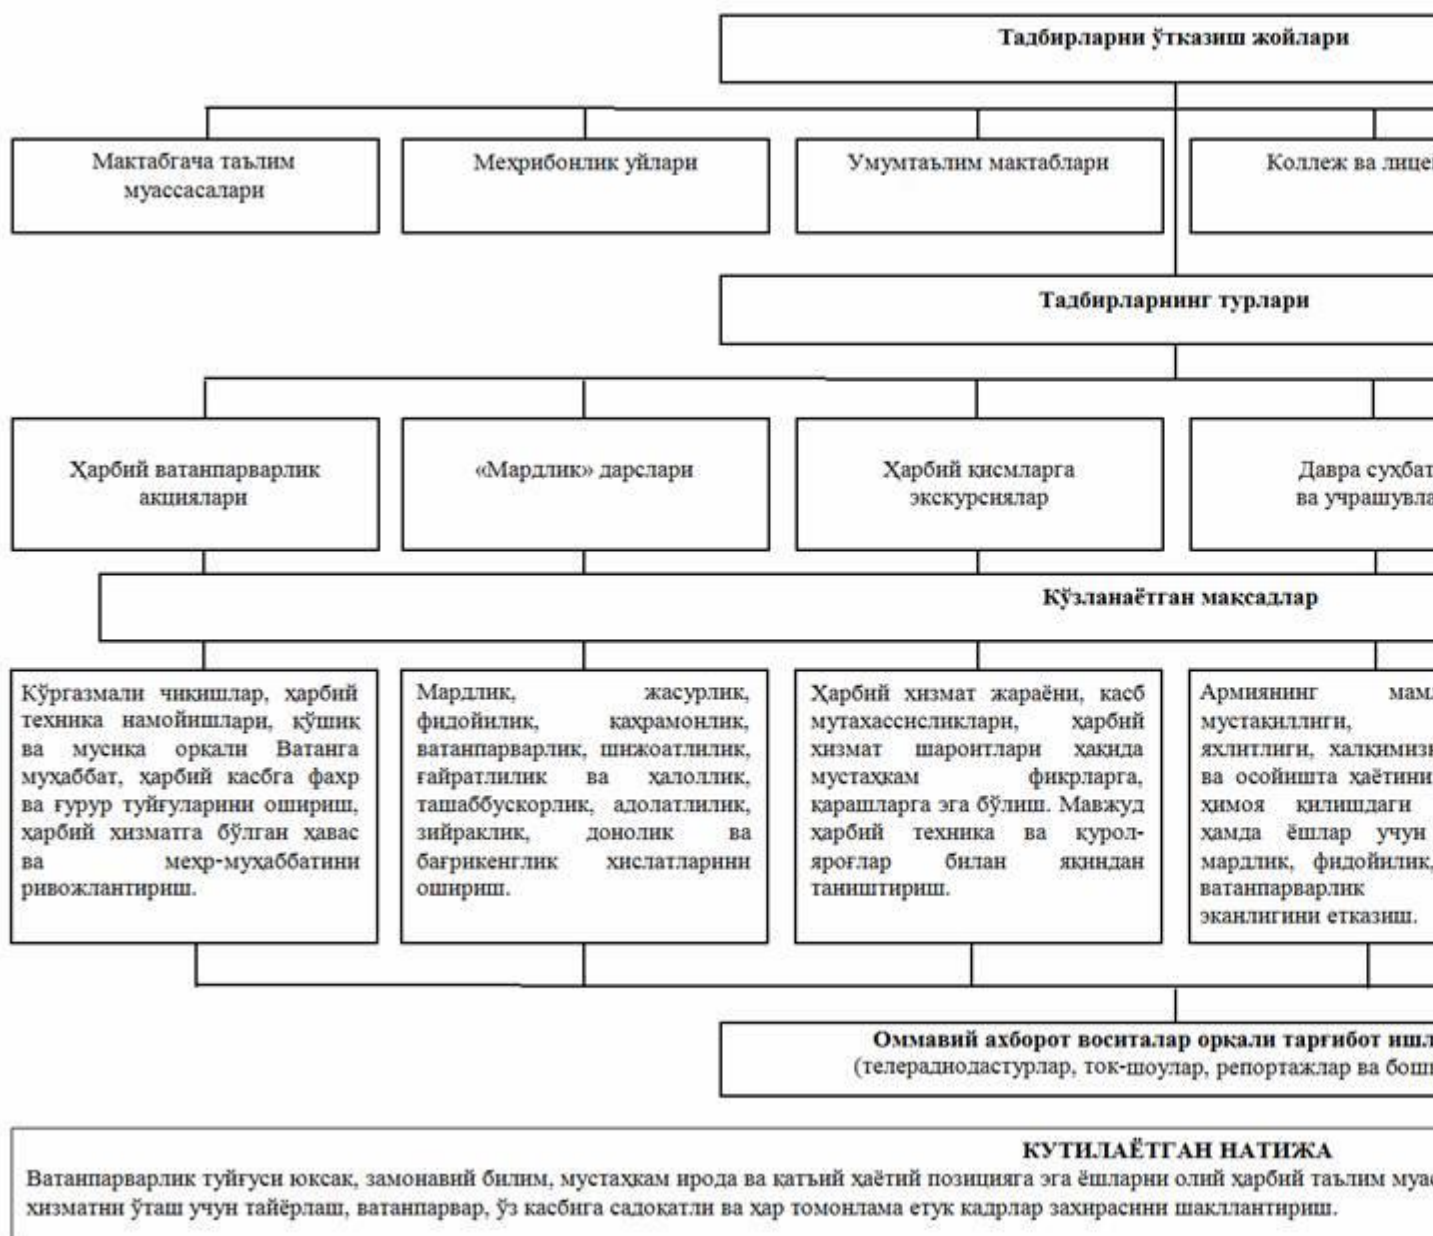 Тадбирларни ўтказиш жойлари
Мактабгача таълим
муассасалари
Меҳрибонлик уйлари
Умумтаълим мактаблари
Коллеж ва лице
Тадбирларнинг турлари
Ҳарбий ватанпарварлик
акциялари
«Мардлик» дарслари
Ҳарбий қисмларга
экскурсиялар
Давра суҳбат
ва учрашувла
Кўзланаётган мақсадлар
Кўргазмали чиқишлар, ҳарбий
техника намойишлари, қўшиқ
ва мусиқа орқали Ватанга
муҳаббат, ҳарбий касбга фахр
ва ғурур туйғуларини ошириш,
ҳарбий хизматга бўлган ҳавас
ва меҳр-муҳаббатини
ривожлантириш.
Мардлик, жасурлик,
фидойилик, қаҳрамонлик,
ватанпарварлик, шижоатлилик,
ғайратлилик ва ҳалоллик,
ташаббускорлик, адолатлилик,
зийраклик, донолик ва
бағрикенглик хислатларини
ошириш.
Ҳарбий хизмат жараёни, касб
мутахассисликлари, ҳарбий
хизмат шароитлари ҳақида
мустаҳкам фикрларга,
қарашларга эга бўлиш. Мавжуд
ҳарбий техника ва қурол-
яроғлар билан яқиндан
таништириш.
Армиянинг мам
мустақиллиги,
яхлитлиги, халқимиз
ва осойишта ҳаётини
ҳимоя қилишдаги
ҳамда ёшлар учун
мардлик, фидойилик,
ватанпарварлик
эканлигини етказиш.
Оммавий ахборот воситалар орқали тарғибот ишл
(телерадиодастурлар, ток-шоулар, репортажлар ва бош
КУТИЛАЁТГАН НАТИЖА
Ватанпарварлик туйғуси юксак, замонавий билим, мустаҳкам ирода ва қатъий ҳаётий позицияга эга ёшларни олий ҳарбий таълим муас
хизматни ўташ учун тайёрлаш, ватанпарвар, ўз касбига садоқатли ва ҳар томонлама етук кадрлар захирасини шакллантириш.